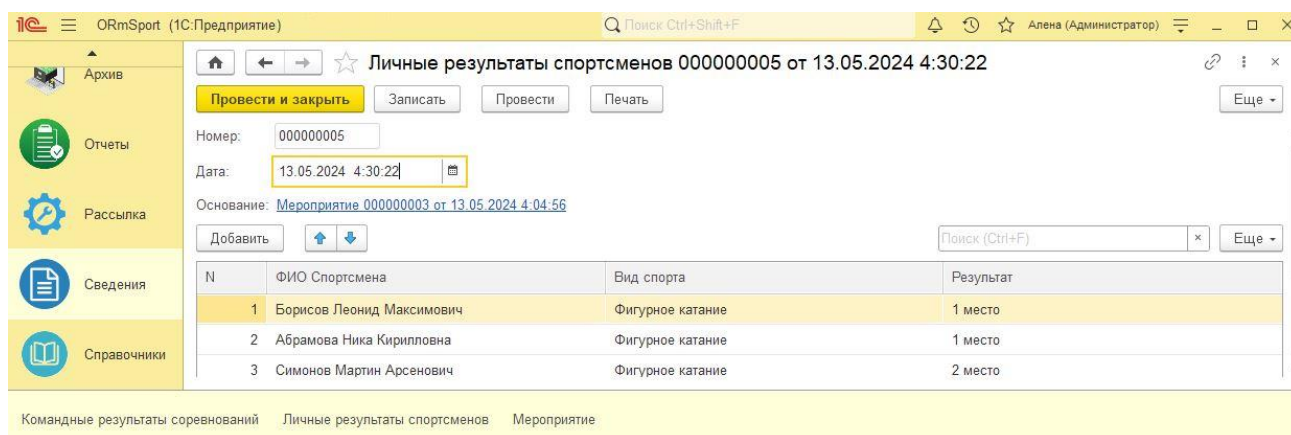 1С ORmSport (1С:Предприятие) Поиск Ctrl+Shift+F Алена (Администратор)
Архив
Отчеты
Рассылка
Сведения
Справочники
Личные результаты спортсменов 000000005 от 13.05.2024 4:30:22
Провести и закрыть Записать Провести Печать Еще
Номер: 000000005
Дата: 13.05.2024 4:30:22
Основание: Мероприятие 000000003 от 13.05.2024 4:04:56
Добавить Поиск (Ctrl+F) × Еще
N ФИО Спортсмена Вид спорта Результат
1 Борисов Леонид Максимович Фигурное катание 1 место
2 Абрамова Ника Кирилловна Фигурное катание 1 место
3 Симонов Мартин Арсенович Фигурное катание 2 место
Командные результаты соревнований Личные результаты спортсменов Мероприятие